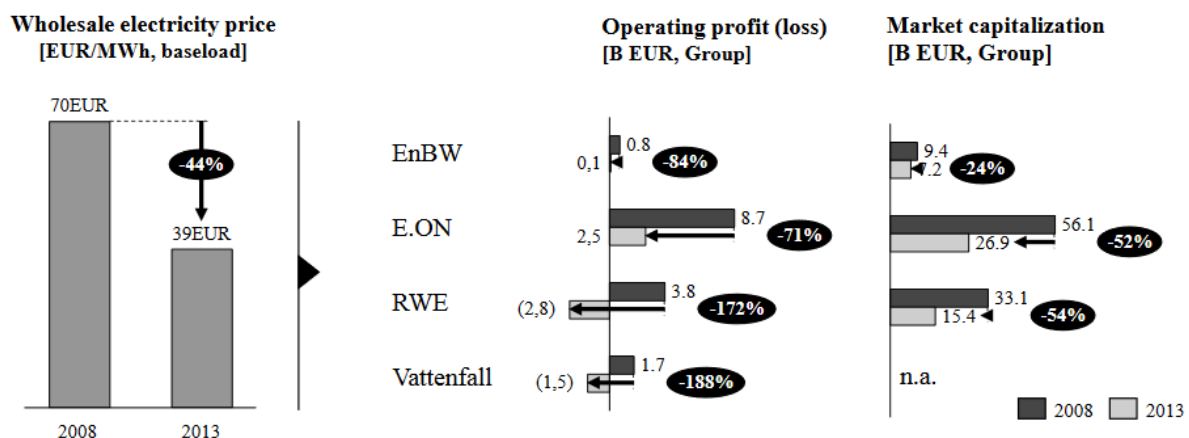 Wholesale electricity price
[EUR/MWh, baseload]
70EUR
-44%
39EUR
2008
2013
Operating profit (loss)
[B EUR, Group]
Market capitalization
[B EUR, Group]
EnBW
0.8
0,1
-84%
9.4
7.2
-24%
E.ON
8.7
2,5
-71%
56.1
26.9
-52%
RWE
3.8
(2,8)
-172%
33.1
15.4
-54%
Vattenfall
1.7
(1,5)
-188%
n.a.
2008
2013